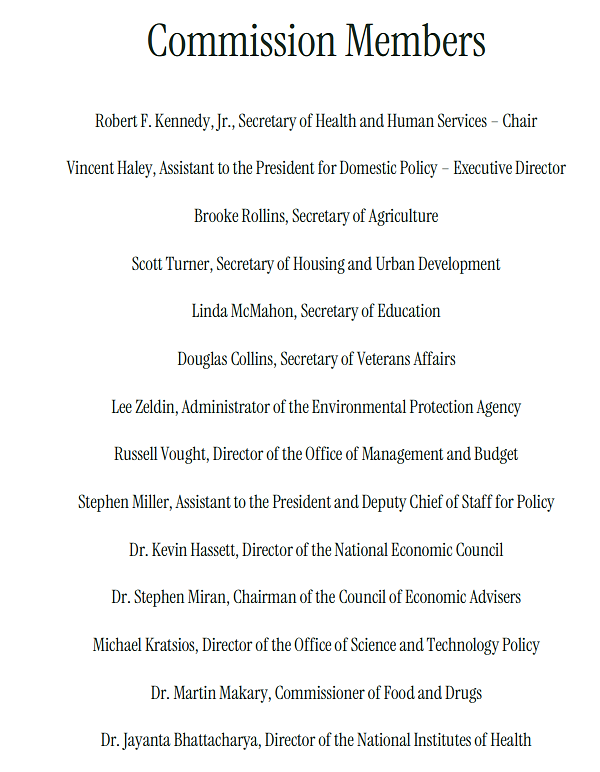 Commission Members
Robert F. Kennedy, Jr., Secretary of Health and Human Services – Chair
Vincent Haley, Assistant to the President for Domestic Policy – Executive Director
Brooke Rollins, Secretary of Agriculture
Scott Turner, Secretary of Housing and Urban Development
Linda McMahon, Secretary of Education
Douglas Collins, Secretary of Veterans Affairs
Lee Zeldin, Administrator of the Environmental Protection Agency
Russell Vought, Director of the Office of Management and Budget
Stephen Miller, Assistant to the President and Deputy Chief of Staff for Policy
Dr. Kevin Hassett, Director of the National Economic Council
Dr. Stephen Miran, Chairman of the Council of Economic Advisers
Michael Kratsios, Director of the Office of Science and Technology Policy
Dr. Martin Makary, Commissioner of Food and Drugs
Dr. Jayanta Bhattacharya, Director of the National Institutes of Health